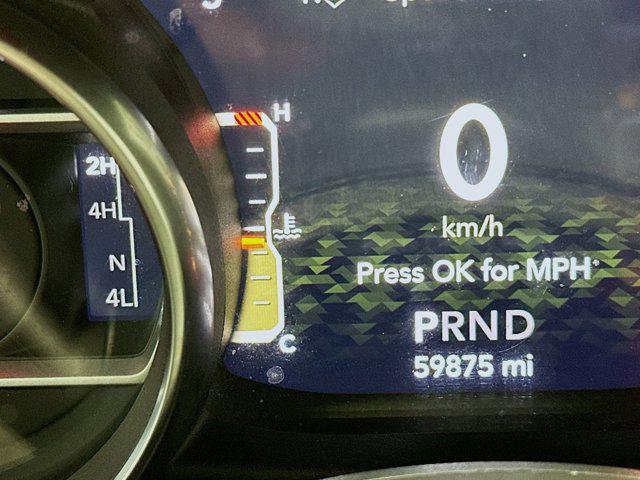 H
2H
4H
N
4L
C
0
km/h
Press OK for MPH
PRND
59875 mi